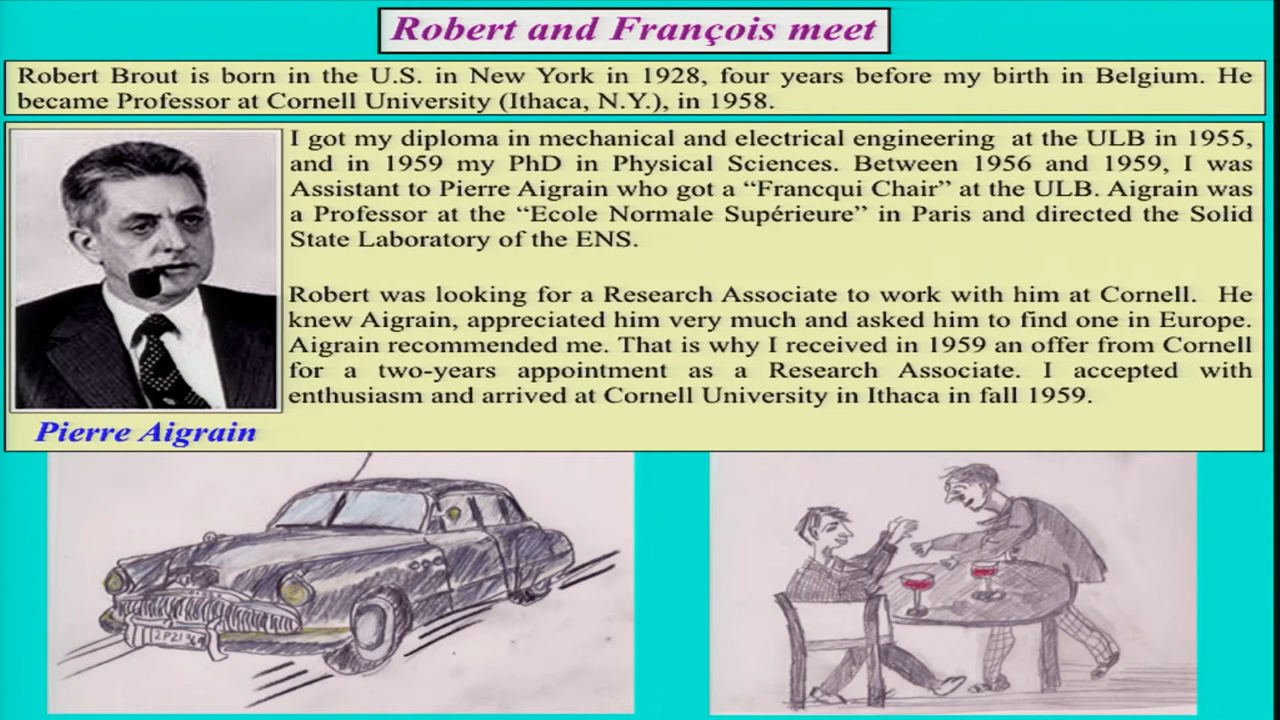 Robert and François meet
Robert Brout is born in the U.S. in New York in 1928, four years before my birth in Belgium. He
became Professor at Cornell University (Ithaca, N.Y.), in 1958.
I got my diploma in mechanical and electrical engineering at the ULB in 1955,
and in 1959 my PhD in Physical Sciences. Between 1956 and 1959, I was
Assistant to Pierre Aigrain who got a “Francqui Chair” at the ULB. Aigrain was
a Professor at the “Ecole Normale Supérieure” in Paris and directed the Solid
State Laboratory of the ENS.
Robert was looking for a Research Associate to work with him at Cornell. He
knew Aigrain, appreciated him very much and asked him to find one in Europe.
Aigrain recommended me. That is why I received in 1959 an offer from Cornell
for a two-years appointment as a Research Associate. I accepted with
enthusiasm and arrived at Cornell University in Ithaca in fall 1959.
Pierre Aigrain